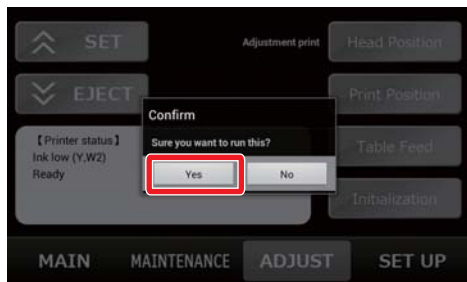 SET
Adjustment print
Head Position
EJECT
Print Position
Confirm
Sure you want to run this?
Yes
No
【Printer status】
Ink low (Y,W2)
Ready
Table Feed
Initialization
MAIN
MAINTENANCE
ADJUST
SET UP